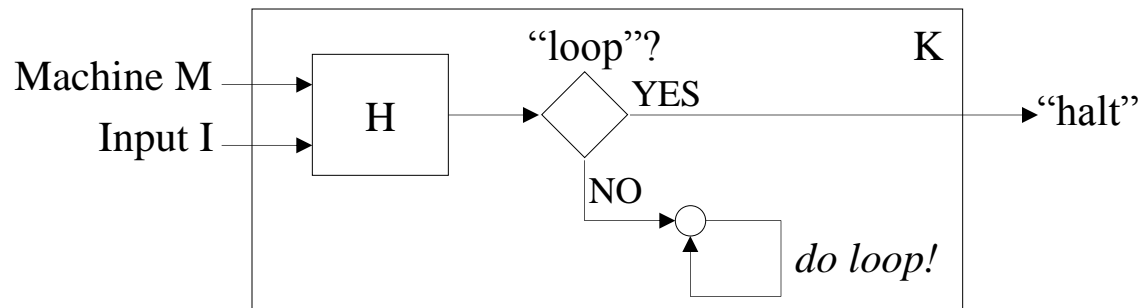 “loop”?
K
Machine M
YES
H
“halt”
Input I
NO
do loop!